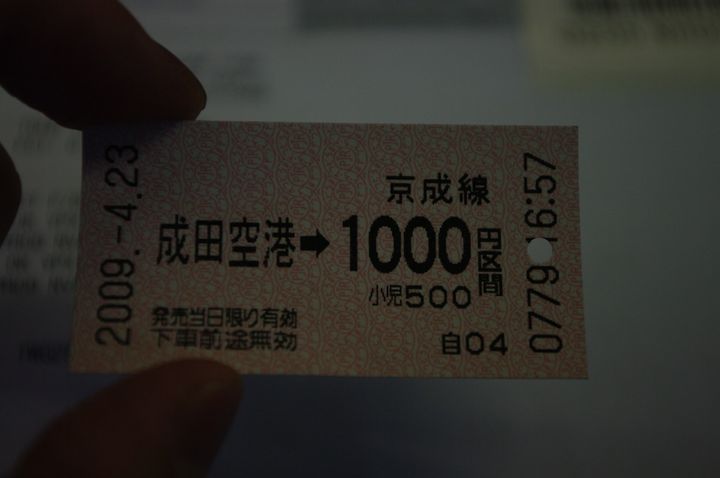 2009.-4.23
京成線
成田空港➡1000円区間
小児500
発売当日限り有効
下車前途無効
自04
0779 16:57